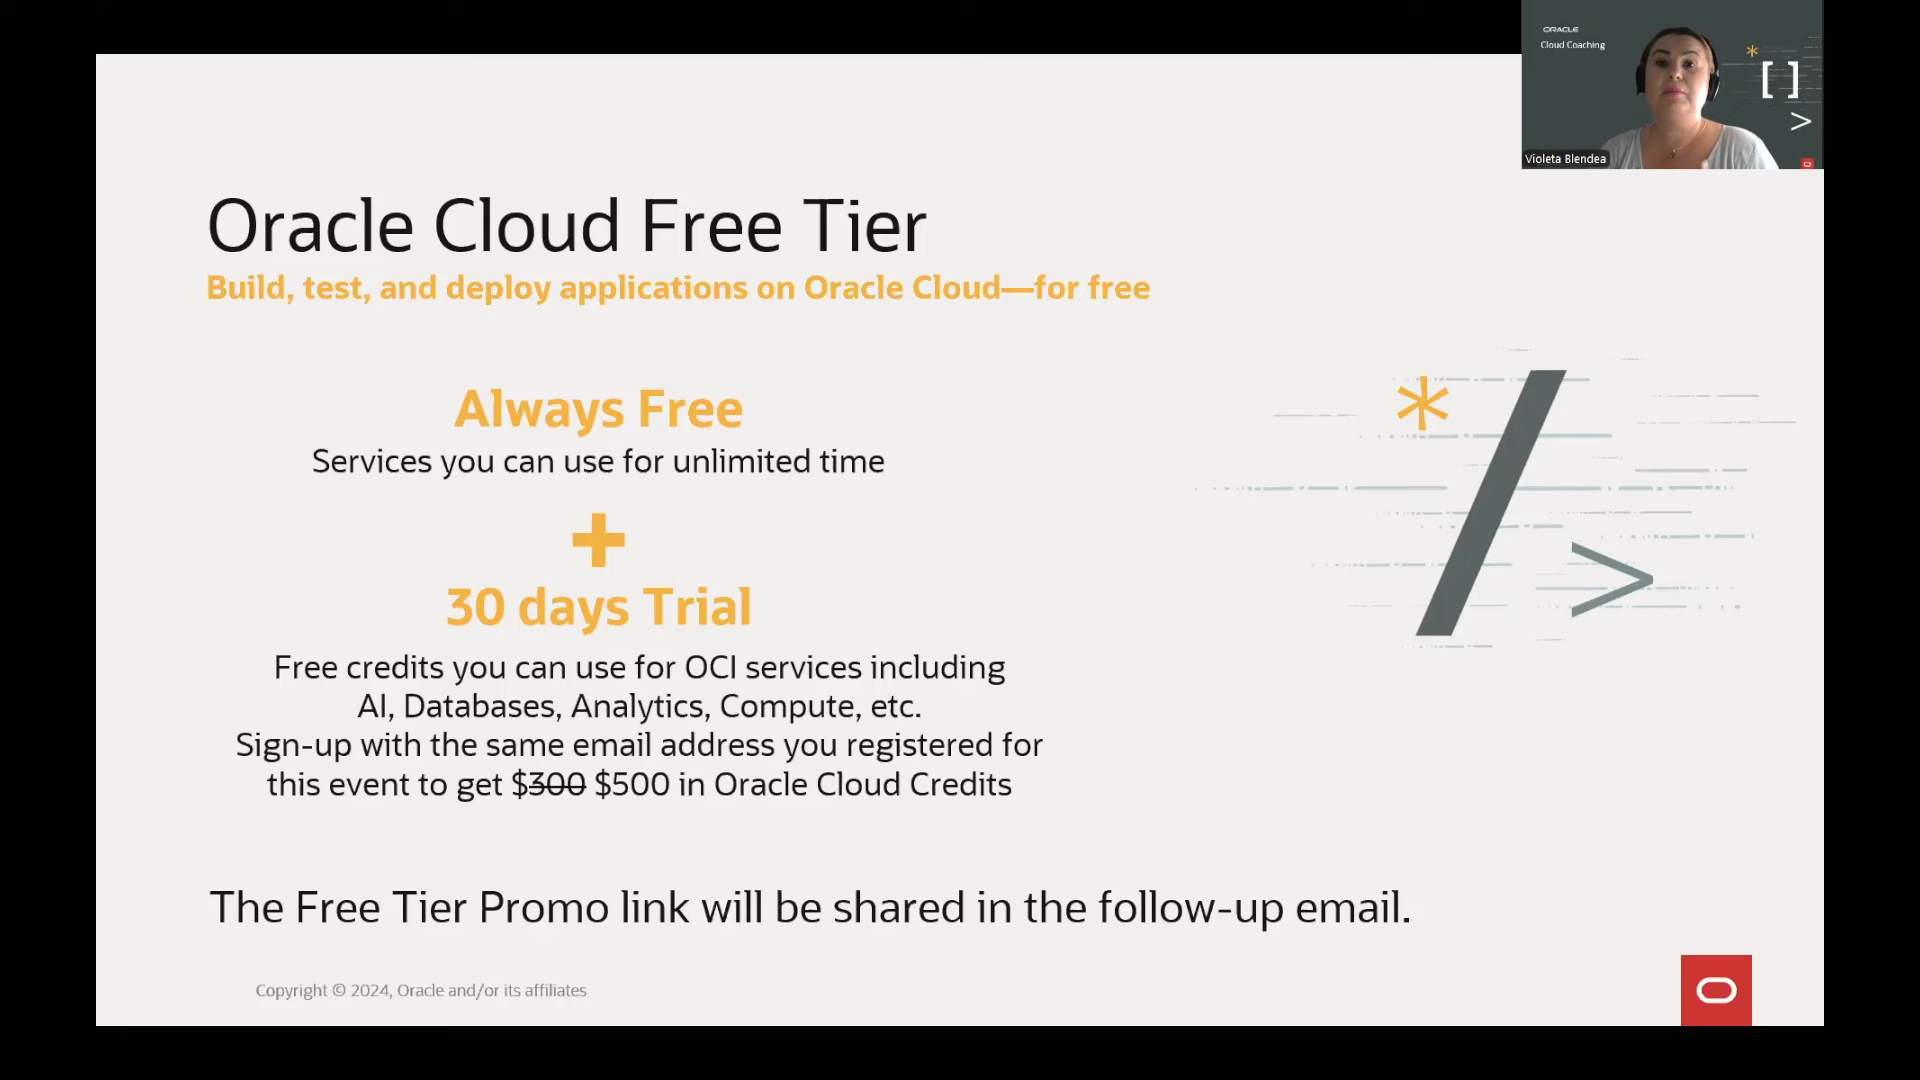 ORACLE
Cloud Coaching
*
[ ]
>
Violeta Blendea
Oracle Cloud Free Tier
Build, test, and deploy applications on Oracle Cloud—for free
Always Free
Services you can use for unlimited time
+
30 days Trial
Free credits you can use for OCI services including
AI, Databases, Analytics, Compute, etc.
Sign-up with the same email address you registered for
this event to get $300 $500 in Oracle Cloud Credits
* / >
The Free Tier Promo link will be shared in the follow-up email.
Copyright © 2024, Oracle and/or its affiliates